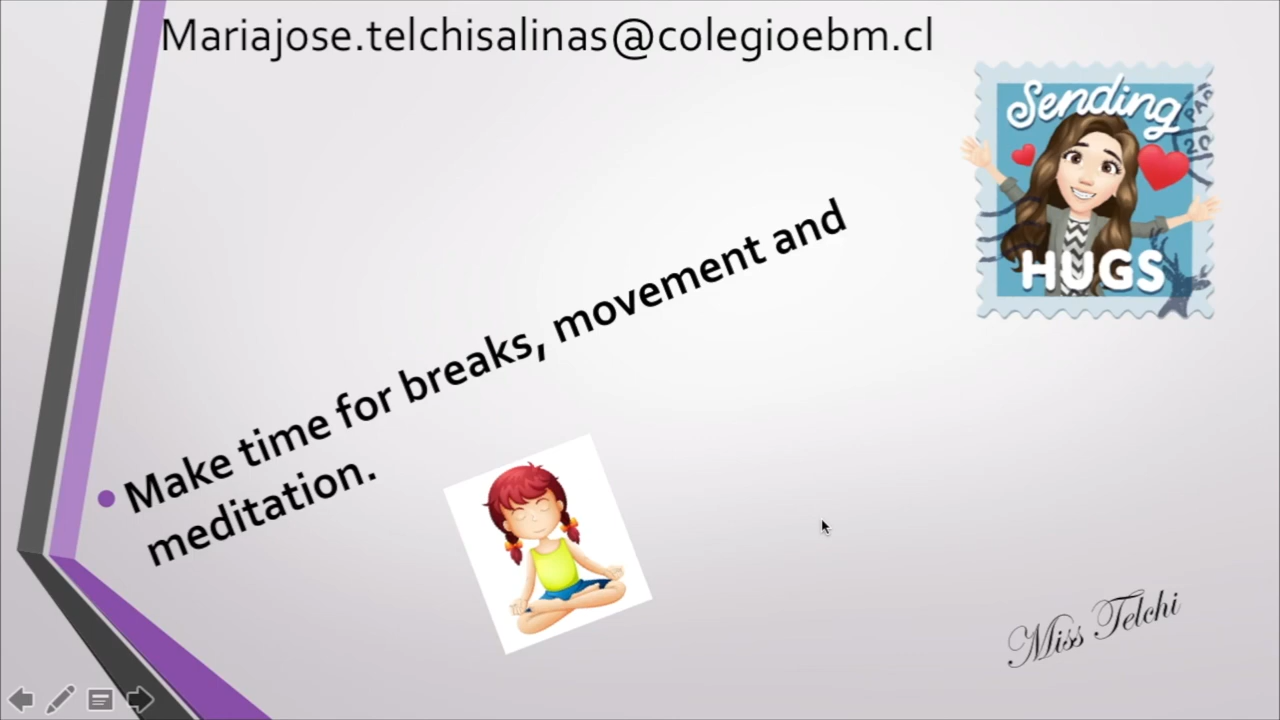 Mariajose.telchisalinas@colegioebm.cl
Sending
HUGS
• Make time for breaks, movement and
meditation.
Miss Telchi